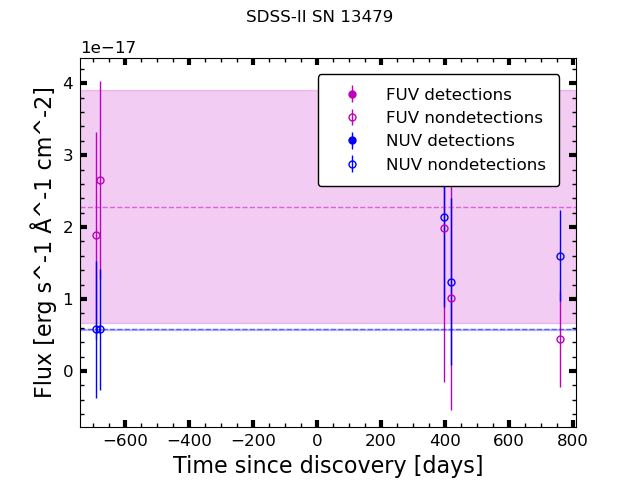 SDSS-II SN 13479
1e−17
4
3
2
1
0
Flux [erg s^-1 Å^-1 cm^-2]
FUV detections
FUV nondetections
NUV detections
NUV nondetections
−600 −400 −200 0 200 400 600 800
Time since discovery [days]